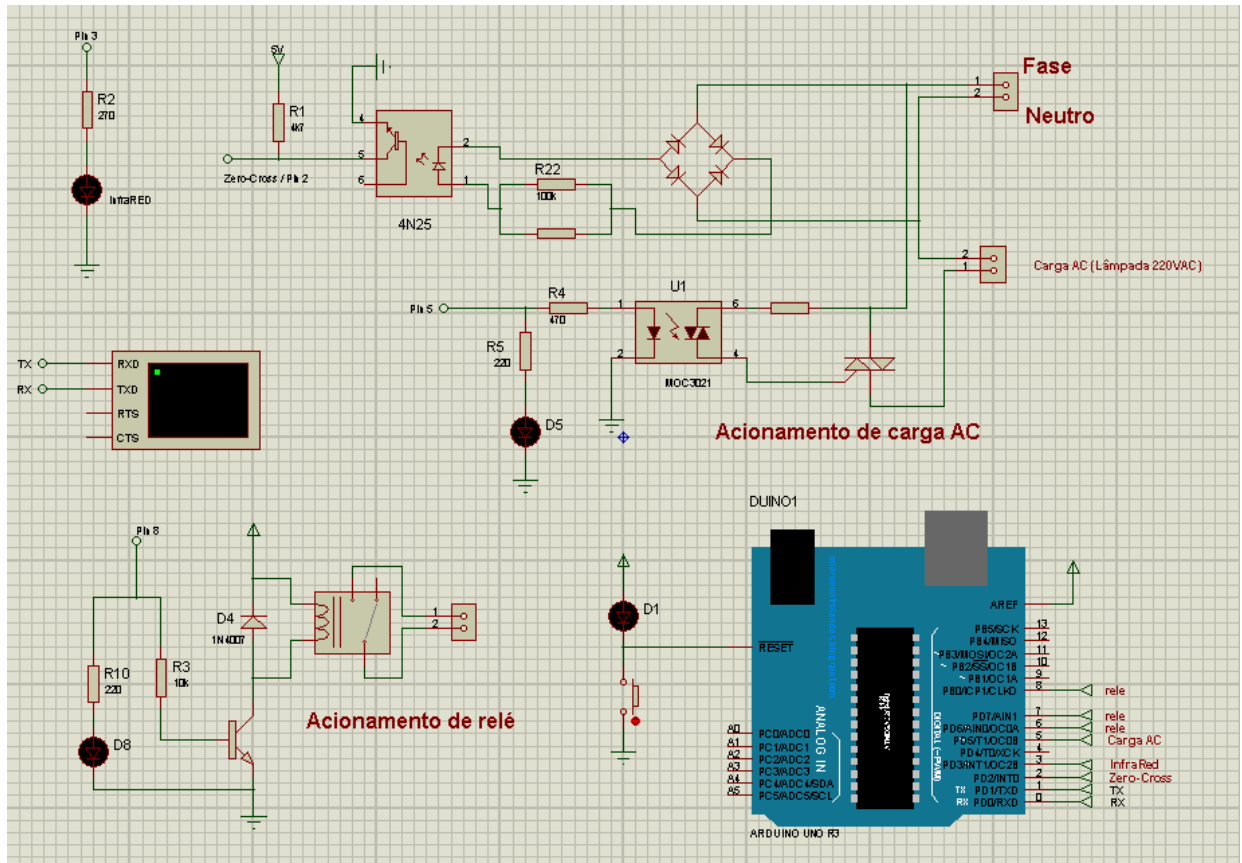 Pin 3
R2
270
InfraRED
5V
R1
4K7
Zero-Cross / Pin 2
4
5
6
2
1
4N25
R22
100k
1
2
Fase
Neutro
2
1
Carga AC (Lâmpada 220VAC)
Pin 5
R4
470
R5
220
D5
U1
1
2
6
4
MOC3021
Acionamento de carga AC
TX
RX
RXD
TXD
RTS
CTS
Pin 8
R10
220
D8
R3
10k
D4
1N4007
1
2
Acionamento de relé
D1
DUINO1
RESET
AREF
PB5/SCK
13
PB4/MISO
12
~PB3/MOSI/OC2A
11
~ PB2/SS/OC1B
10
~ PB1/OC1A
9
PB0/ICP1/CLKO
8
rele
PD7/AIN1
7
rele
~ PD6/AIN0/OC0A
6
rele
~ PD5/T1/OC0B
5
Carga AC
PD4/T0/XCK
4
~ PD3/INT1/OC2B
3
InfraRed
PD2/INT0
2
Zero-Cross
TX PD1/TXD
1
TX
RX PD0/RXD
0
RX
ANALOG IN
DIGITAL (~PWM)
A0
PC0/ADC0
A1
PC1/ADC1
A2
PC2/ADC2
A3
PC3/ADC3
A4
PC4/ADC4/SDA
A5
PC5/ADC5/SCL
ARDUINO UNO R3